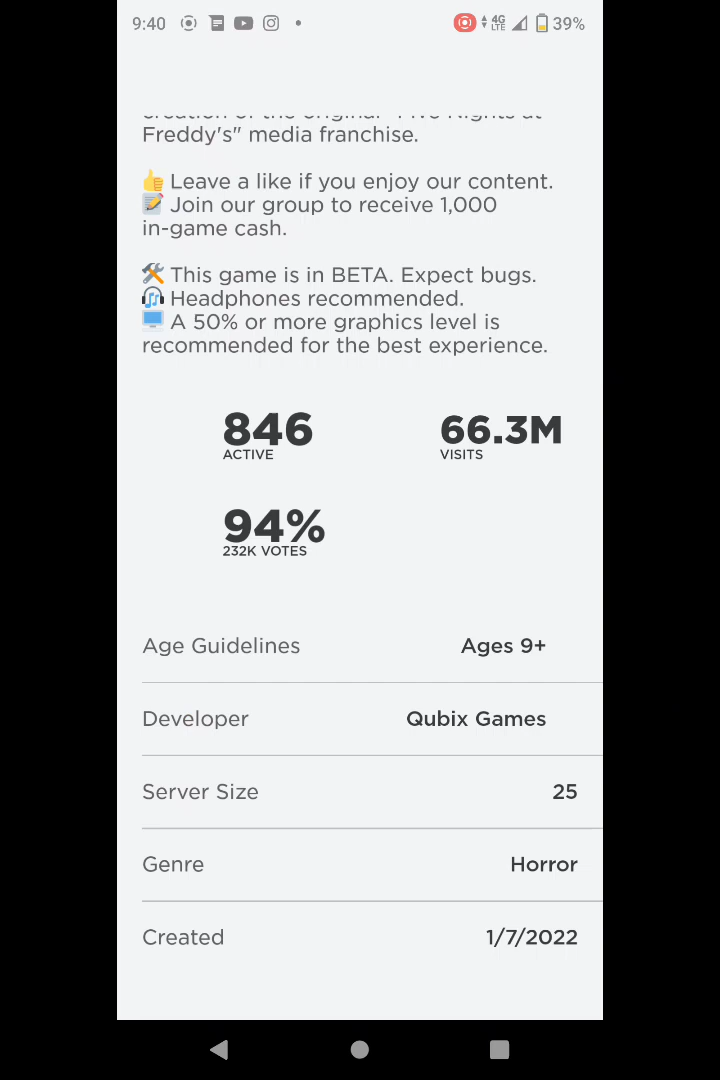 9:40
4G
LTE
39%
Freddy's" media franchise.
👍 Leave a like if you enjoy our content.
📝 Join our group to receive 1,000
in-game cash.
🛠 This game is in BETA. Expect bugs.
🎧 Headphones recommended.
🖥 A 50% or more graphics level is
recommended for the best experience.
846
ACTIVE
66.3M
VISITS
94%
232K VOTES
Age Guidelines Ages 9+
Developer Qubix Games
Server Size 25
Genre Horror
Created 1/7/2022